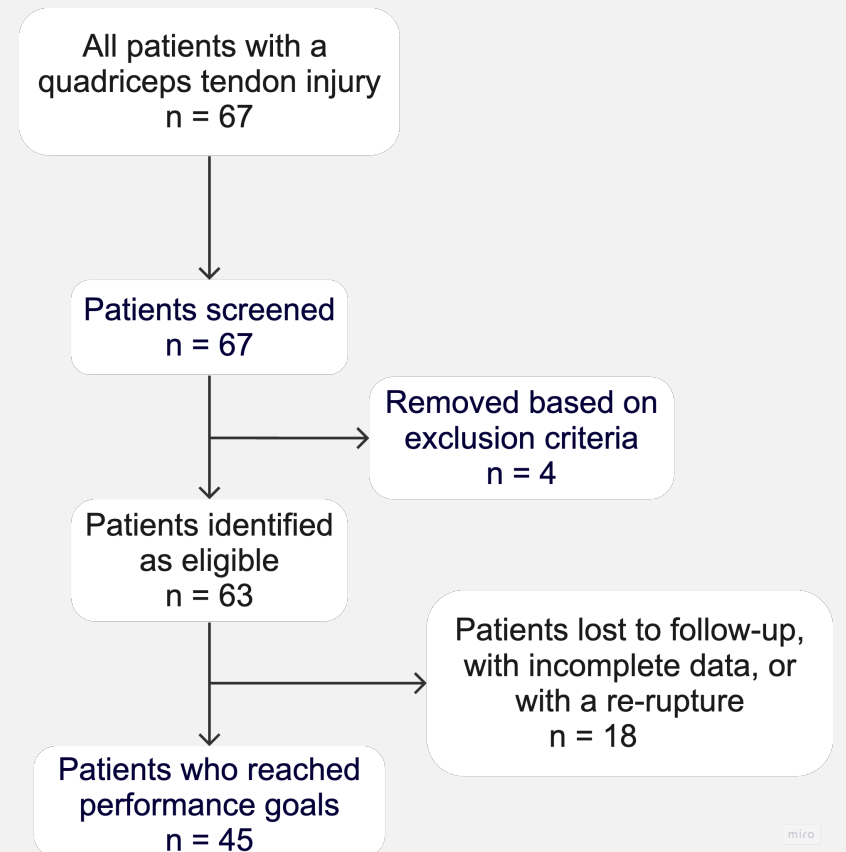 All patients with a
quadriceps tendon injury
n = 67
Patients screened
n = 67
Removed based on
exclusion criteria
n = 4
Patients identified
as eligible
n = 63
Patients lost to follow-up,
with incomplete data, or
with a re-rupture
n = 18
Patients who reached
performance goals
n = 45
miro